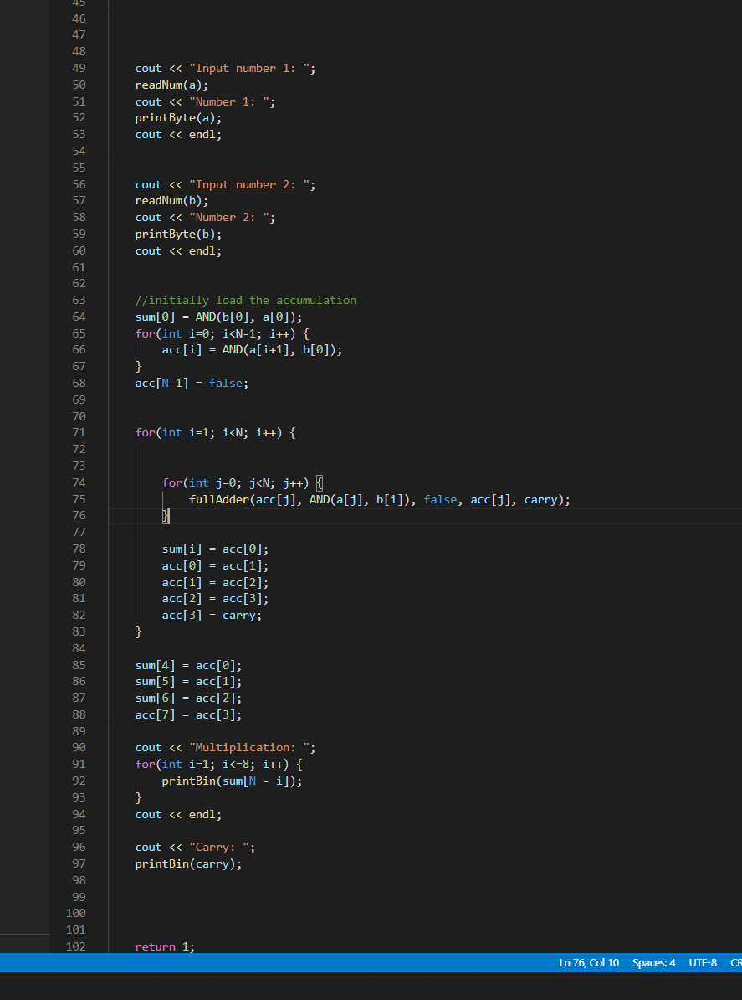 45
46
47
48
49 cout << "Input number 1: ";
50 readNum(a);
51 cout << "Number 1: ";
52 printByte(a);
53 cout << endl;
54
55
56 cout << "Input number 2: ";
57 readNum(b);
58 cout << "Number 2: ";
59 printByte(b);
60 cout << endl;
61
62
63 //initially load the accumulation
64 sum[0] = AND(b[0], a[0]);
65 for(int i=0; i<N-1; i++) {
66 acc[i] = AND(a[i+1], b[0]);
67 }
68 acc[N-1] = false;
69
70
71 for(int i=1; i<N; i++) {
72
73
74 for(int j=0; j<N; j++) {
75 fullAdder(acc[j], AND(a[j], b[i]), false, acc[j], carry);
76 }
77
78 sum[i] = acc[0];
79 acc[0] = acc[1];
80 acc[1] = acc[2];
81 acc[2] = acc[3];
82 acc[3] = carry;
83 }
84
85 sum[4] = acc[0];
86 sum[5] = acc[1];
87 sum[6] = acc[2];
88 acc[7] = acc[3];
89
90 cout << "Multiplication: ";
91 for(int i=1; i<=8; i++) {
92 printBin(sum[N - i]);
93 }
94 cout << endl;
95
96 cout << "Carry: ";
97 printBin(carry);
98
99
100
101
102 return 1;
Ln 76, Col 10 Spaces: 4 UTF-8 CR